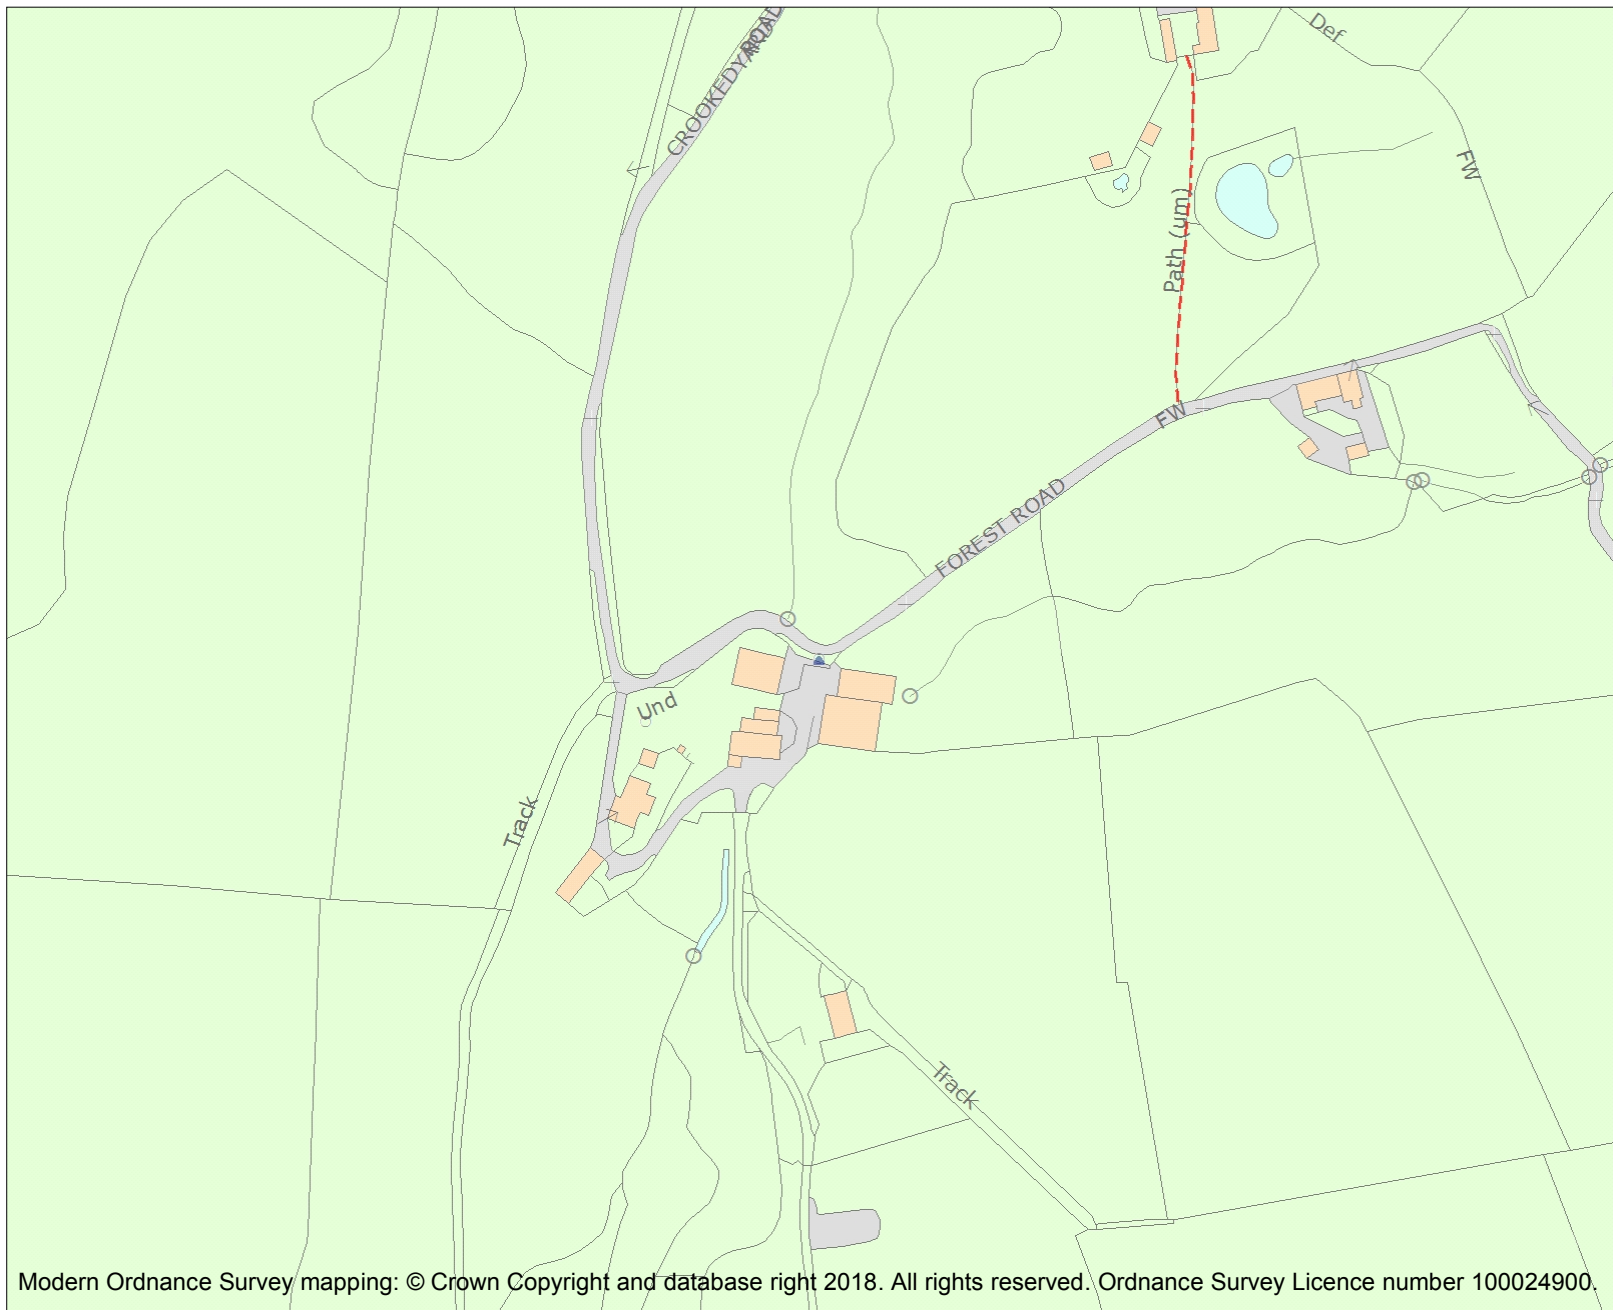 Def
CROOKEDYARD ROAD
FW
Path (um)
FW
FOREST ROAD
Und
Track
Track
Modern Ordnance Survey mapping: © Crown Copyright and database right 2018. All rights reserved. Ordnance Survey Licence number 100024900.